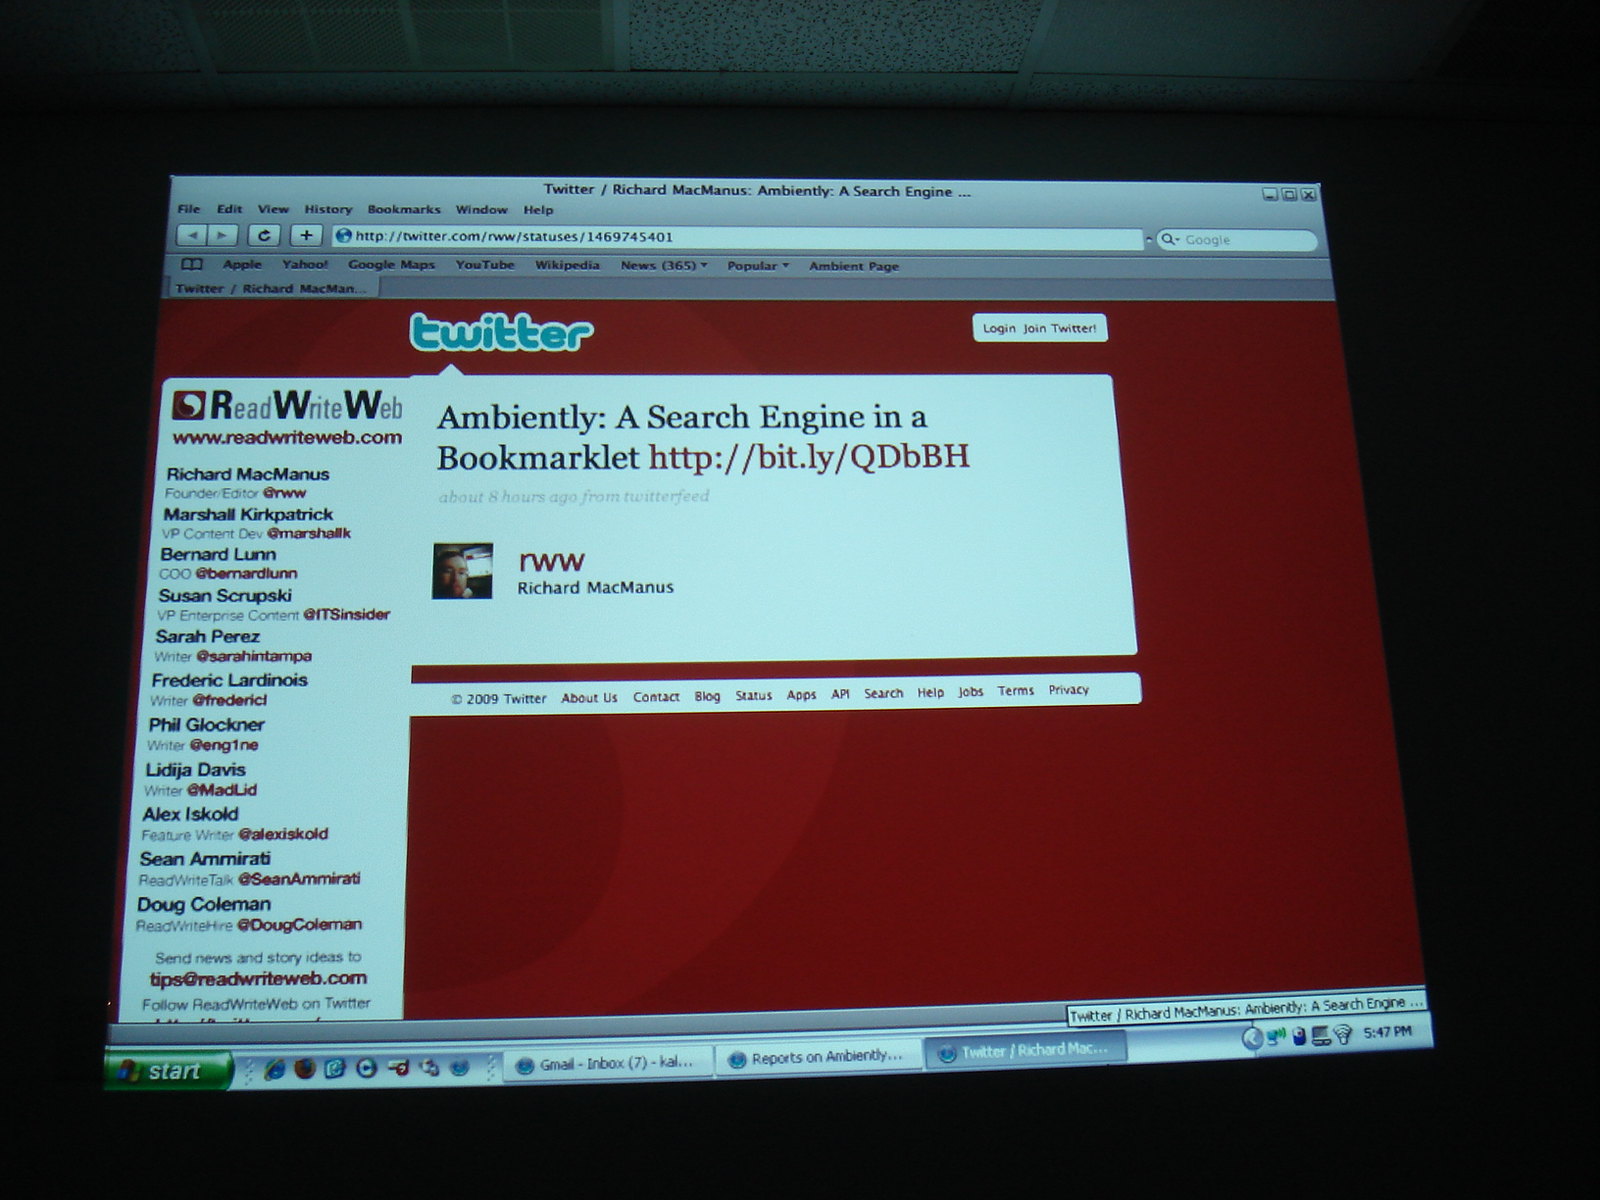 Twitter / Richard MacManus: Ambiently: A Search Engine ...
File Edit View History Bookmarks Window Help
http://twitter.com/rww/statuses/1469745401
Google
Apple Yahoo! Google Maps YouTube Wikipedia News (365) Popular Ambient Page
Twitter / Richard MacMan...
twitter
Login Join Twitter!
ReadWriteWeb
www.readwriteweb.com
Richard MacManus
Founder/Editor @rww
Marshall Kirkpatrick
VP Content Dev @marshallk
Bernard Lunn
COO @bernardlunn
Susan Scrupski
VP Enterprise Content @ITSinsider
Sarah Perez
Writer @sarahintampa
Frederic Lardinois
Writer @fredericl
Phil Glockner
Writer @eng1ne
Lidija Davis
Writer @MadLid
Alex Iskold
Feature Writer @alexiskold
Sean Ammirati
ReadWriteTalk @SeanAmmirati
Doug Coleman
ReadWriteHire @DougColeman
Send news and story ideas to
tips@readwriteweb.com
Follow ReadWriteWeb on Twitter
Ambiently: A Search Engine in a
Bookmarklet http://bit.ly/QDbBH
about 8 hours ago from twitterfeed
rww
Richard MacManus
© 2009 Twitter About Us Contact Blog Status Apps API Search Help Jobs Terms Privacy
Twitter / Richard MacManus: Ambiently: A Search Engine ...
start
Gmail - Inbox (7) - kal...
Reports on Ambiently...
Twitter / Richard Mac...
5:47 PM